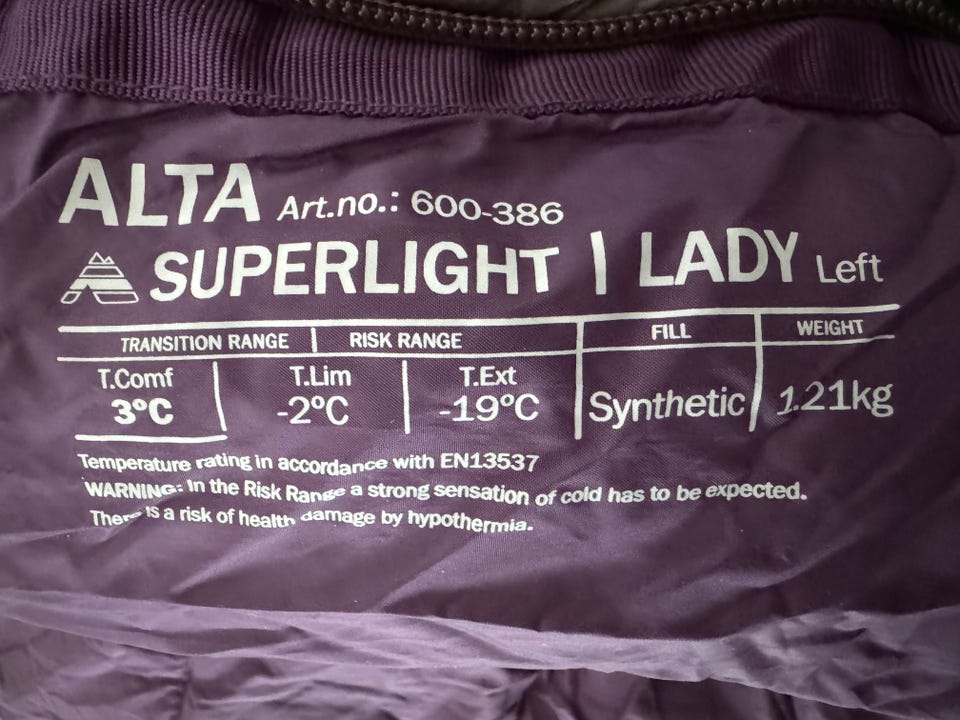 ALTA Art.no.: 600-386
SUPERLIGHT | LADY Left
TRANSITION RANGE | RISK RANGE FILL WEIGHT
T.Comf T.Lim T.Ext
3°C -2°C -19°C Synthetic 1.21kg
Temperature rating in accordance with EN13537
WARNING: In the Risk Range a strong sensation of cold has to be expected.
There is a risk of health damage by hypothermia.